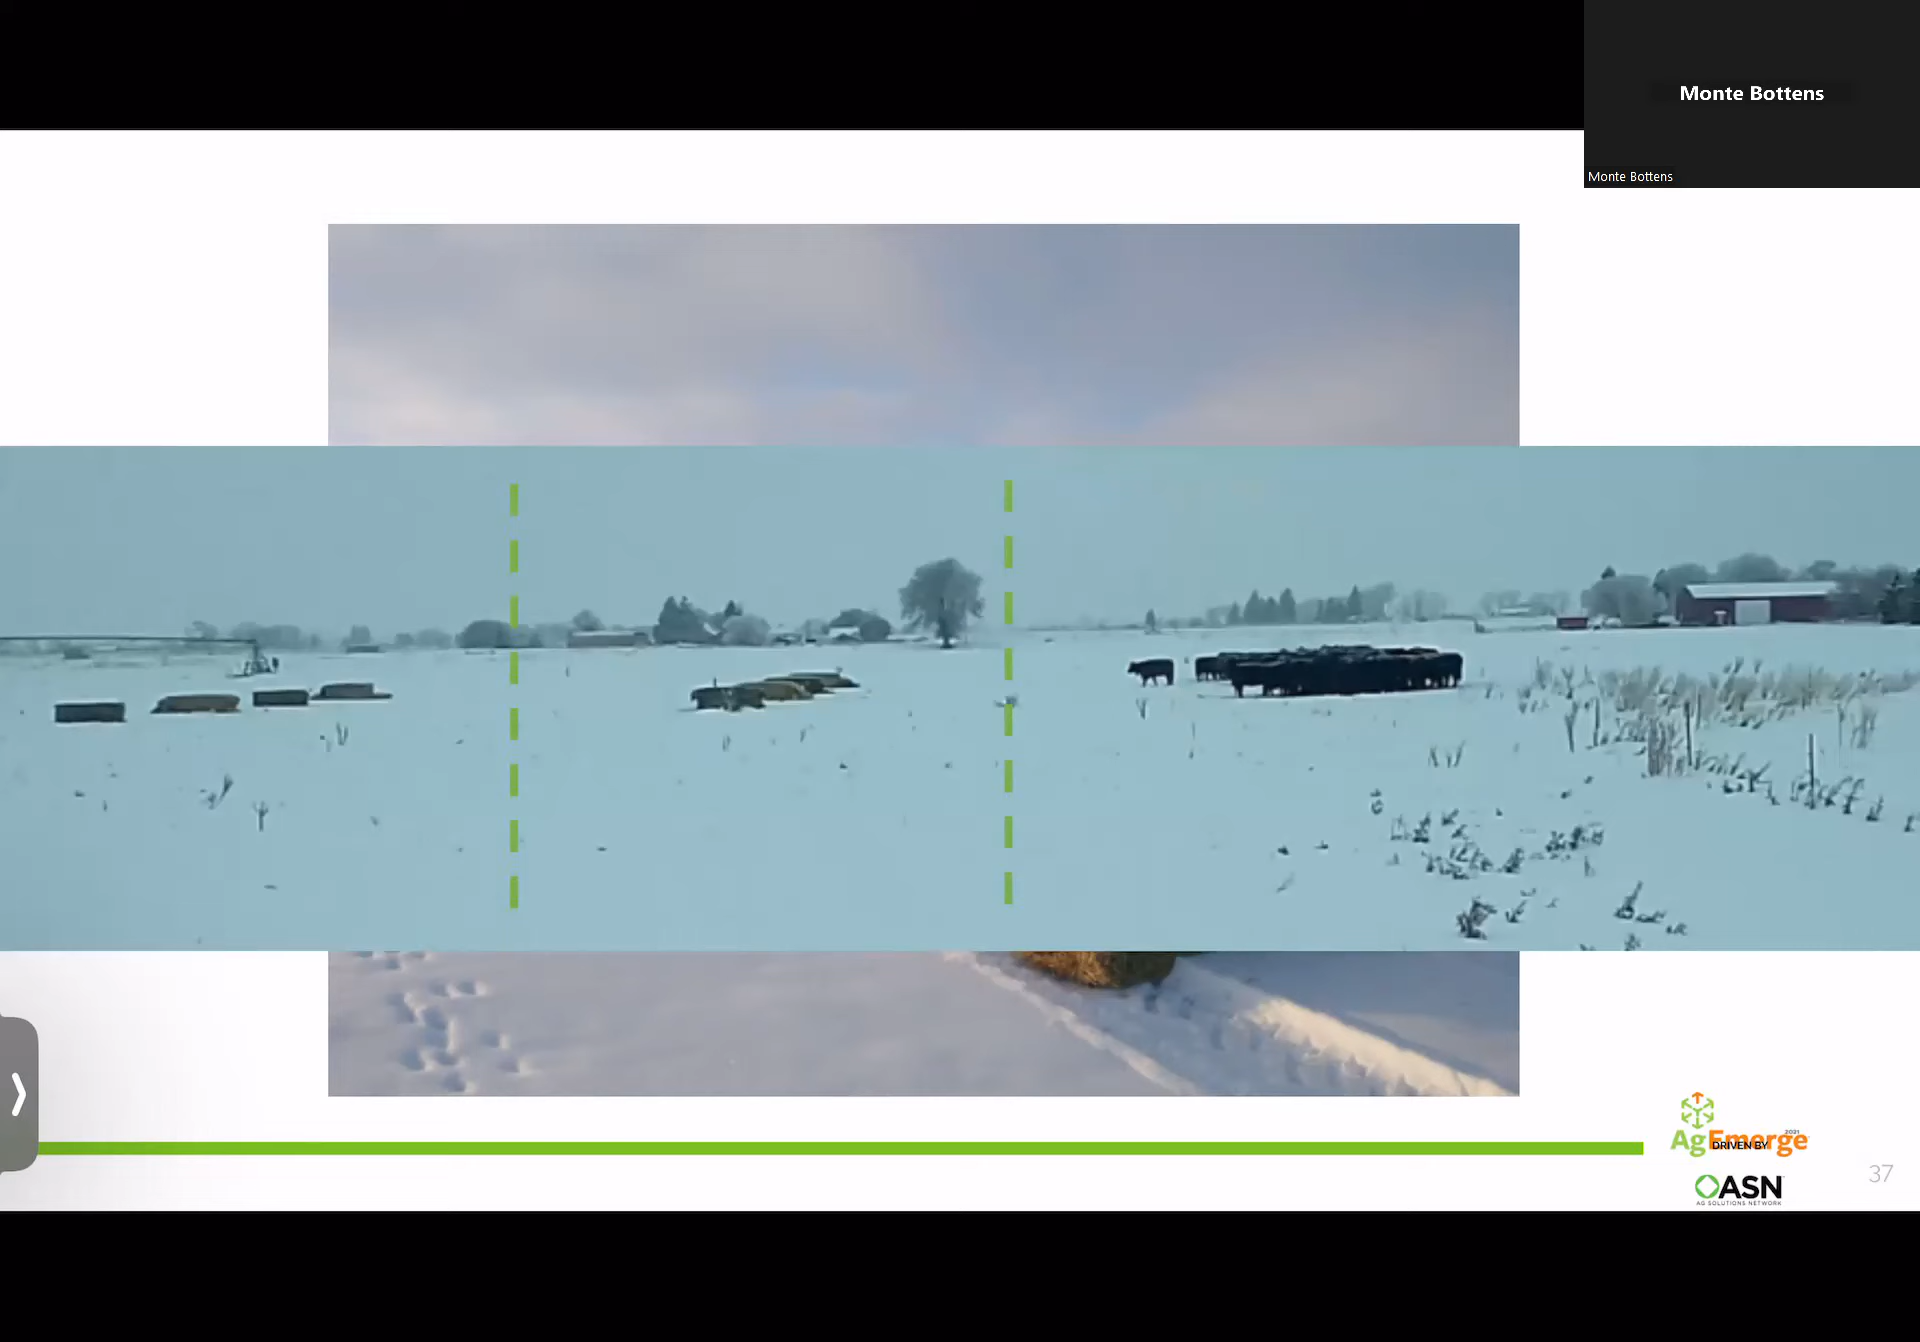 Monte Bottens
Monte Bottens
2021
AgEmerge
DRIVEN BY
ASN
AG SOLUTIONS NETWORK
37